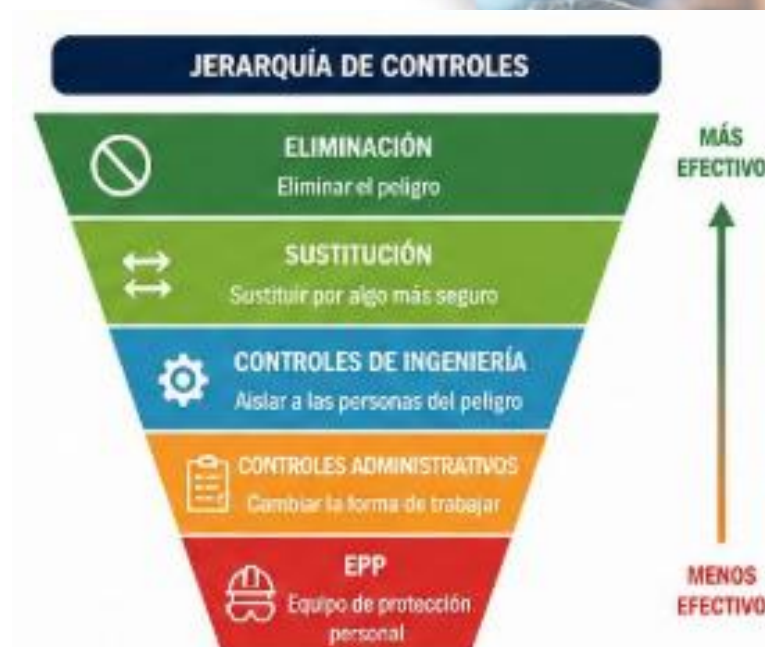 JERARQUÍA DE CONTROLES
ELIMINACIÓN
Eliminar el peligro
SUSTITUCIÓN
Sustituir por algo más seguro
CONTROLES DE INGENIERÍA
Aislar a las personas del peligro
CONTROLES ADMINISTRATIVOS
Cambiar la forma de trabajar
EPP
Equipo de protección
personal
MÁS
EFECTIVO
MENOS
EFECTIVO